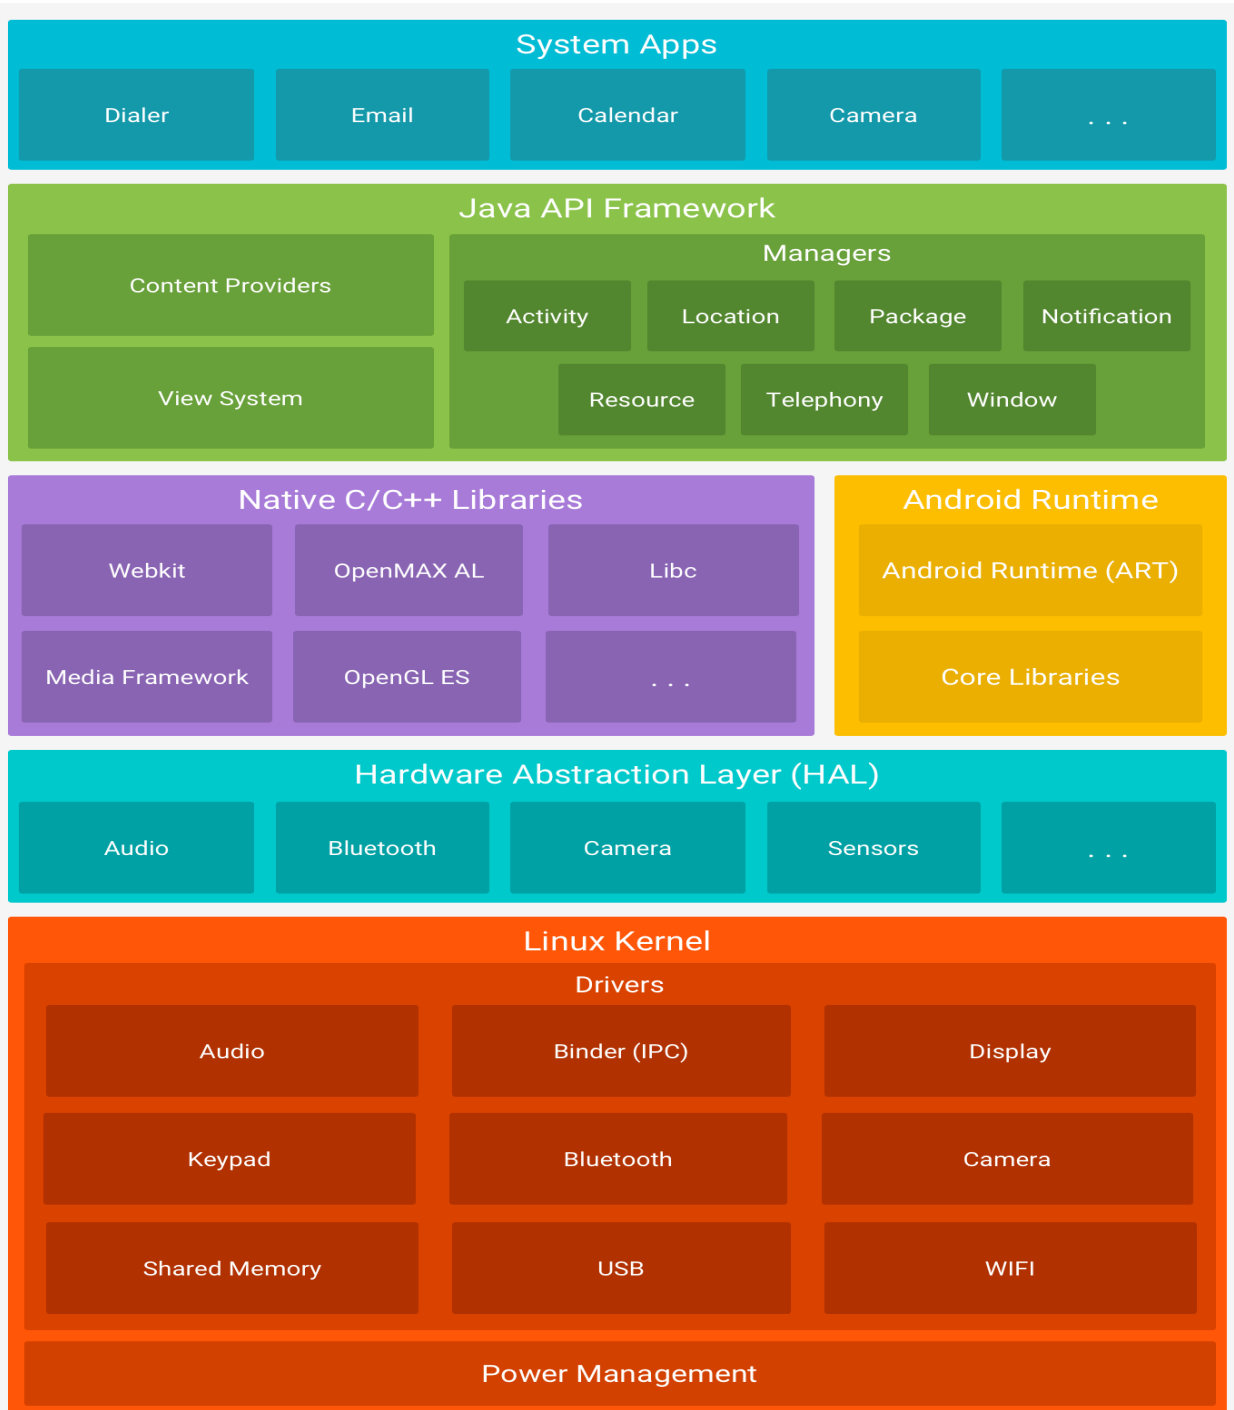 System Apps
Dialer
Email
Calendar
Camera
. . .
Java API Framework
Content Providers
View System
Managers
Activity
Location
Package
Notification
Resource
Telephony
Window
Native C/C++ Libraries
Webkit
OpenMAX AL
Libc
Media Framework
OpenGL ES
. . .
Android Runtime
Android Runtime (ART)
Core Libraries
Hardware Abstraction Layer (HAL)
Audio
Bluetooth
Camera
Sensors
. . .
Linux Kernel
Drivers
Audio
Binder (IPC)
Display
Keypad
Bluetooth
Camera
Shared Memory
USB
WIFI
Power Management